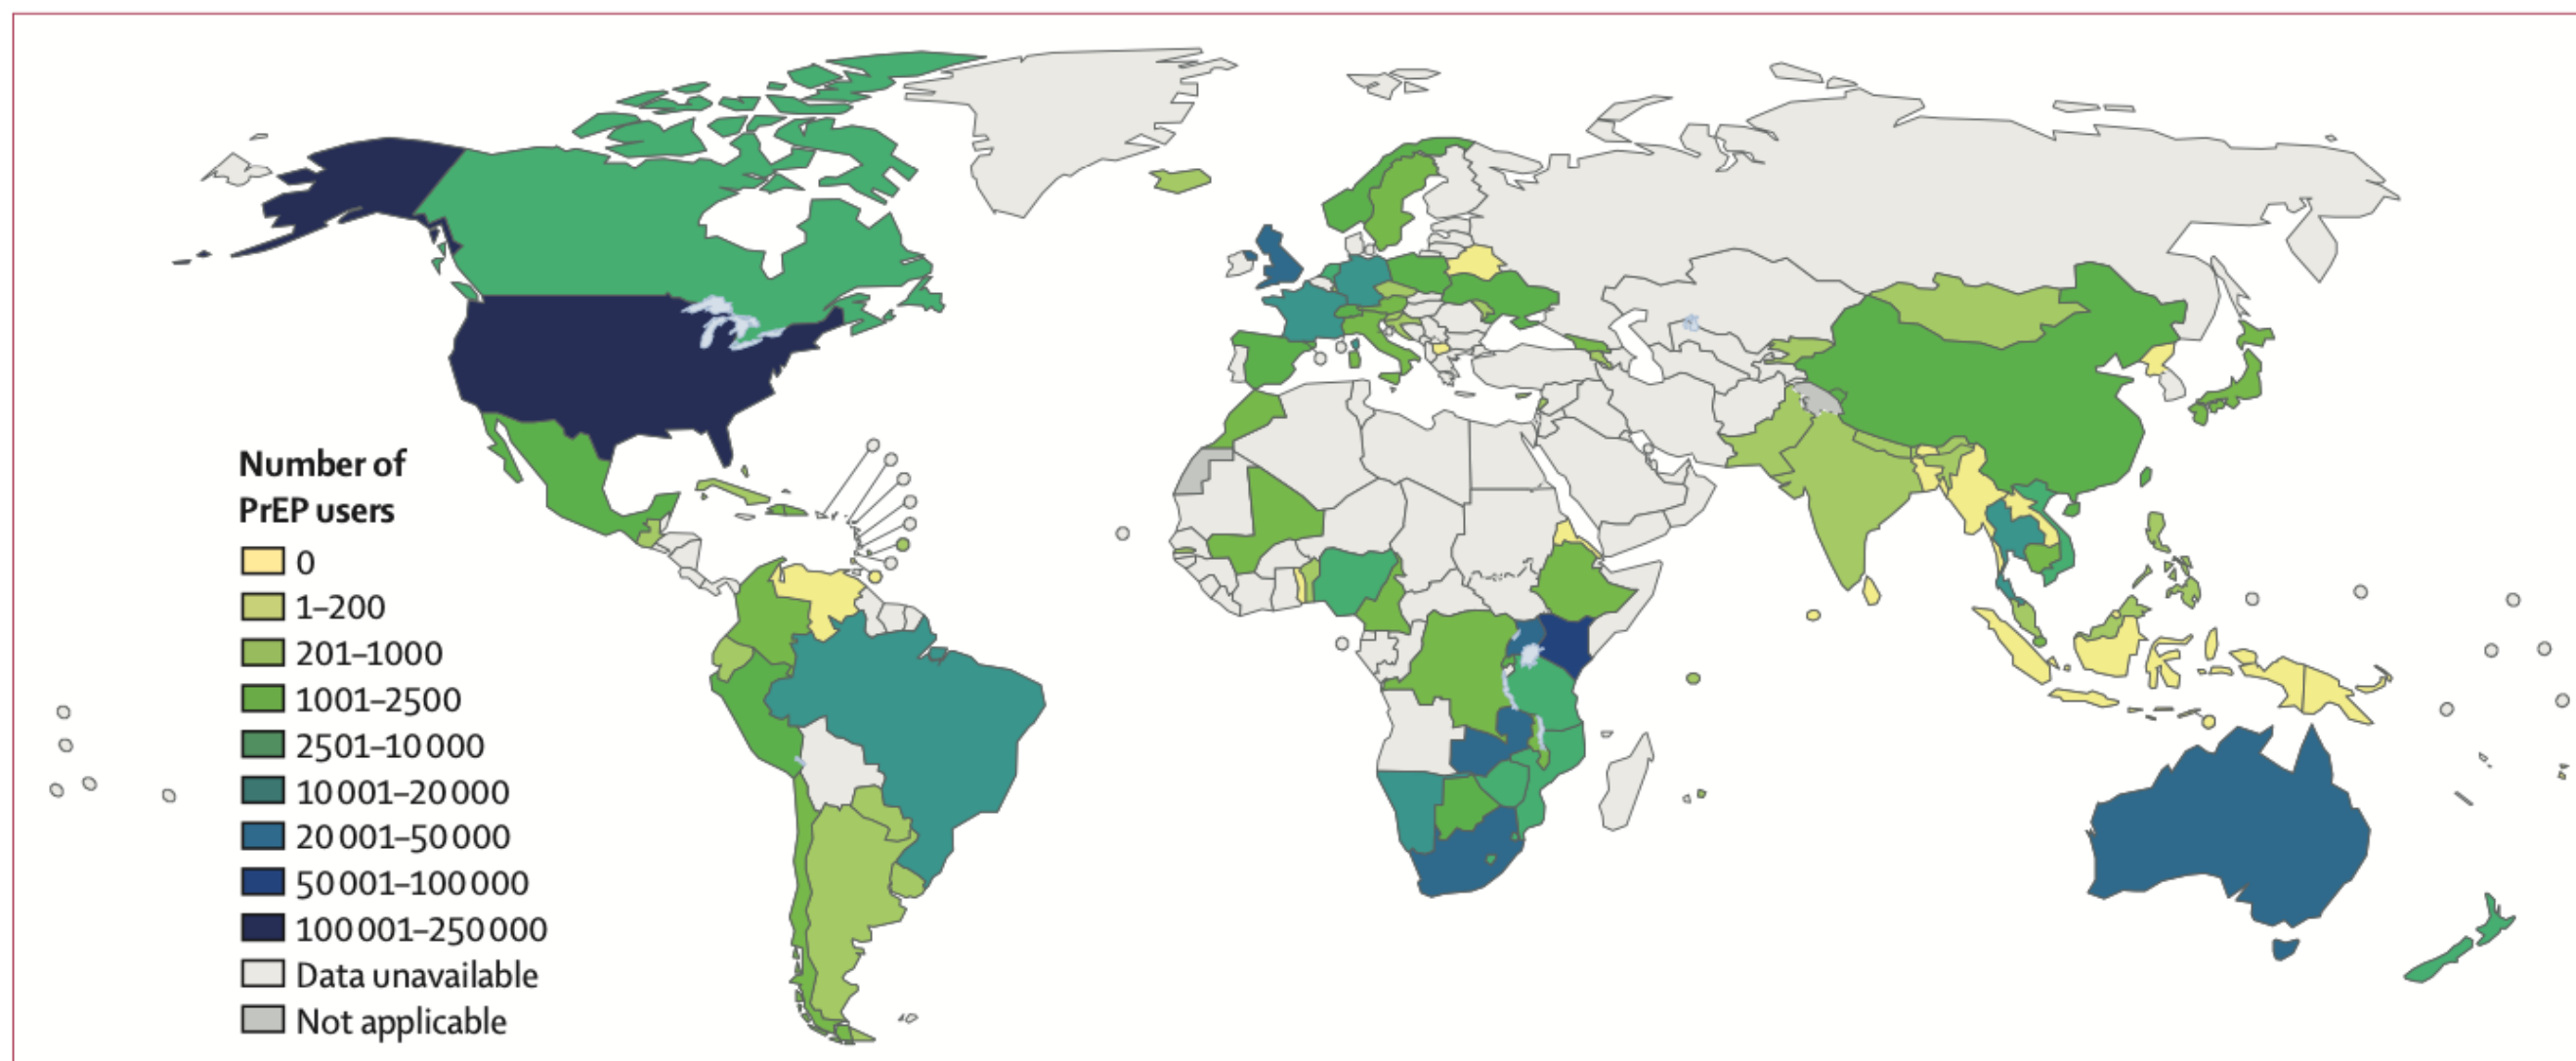 Number of
PrEP users
0
1–200
201–1000
1001–2500
2501–10 000
10 001–20 000
20 001–50 000
50 001–100 000
100 001–250 000
Data unavailable
Not applicable